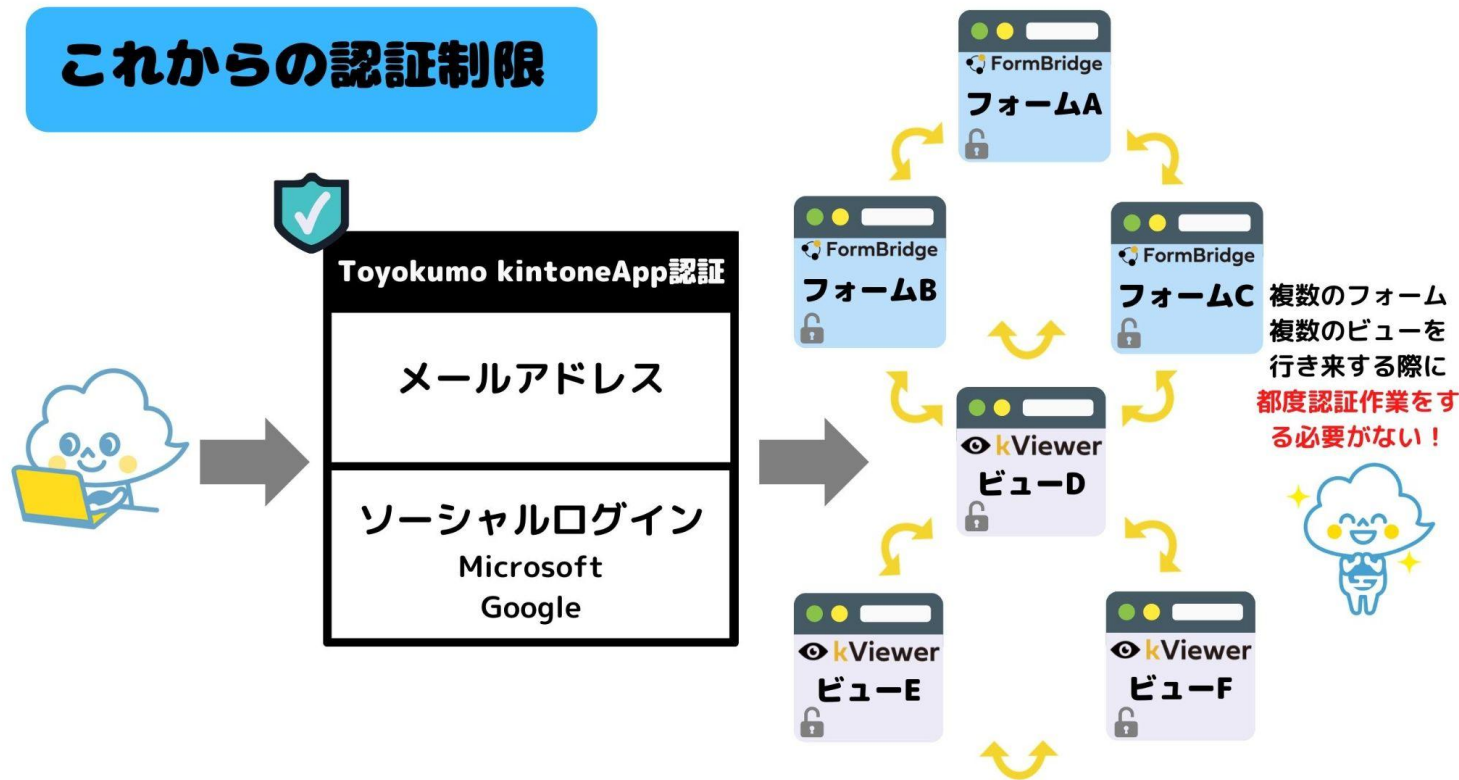 これからの認証制限
Toyokumo kintoneApp認証
メールアドレス
ソーシャルログイン
Microsoft
Google
FormBridge
フォームA
FormBridge
フォームB
FormBridge
フォームC
kViewer
ビューD
kViewer
ビューE
kViewer
ビューF
複数のフォーム
複数のビューを
行き来する際に
都度認証作業をす
る必要がない！